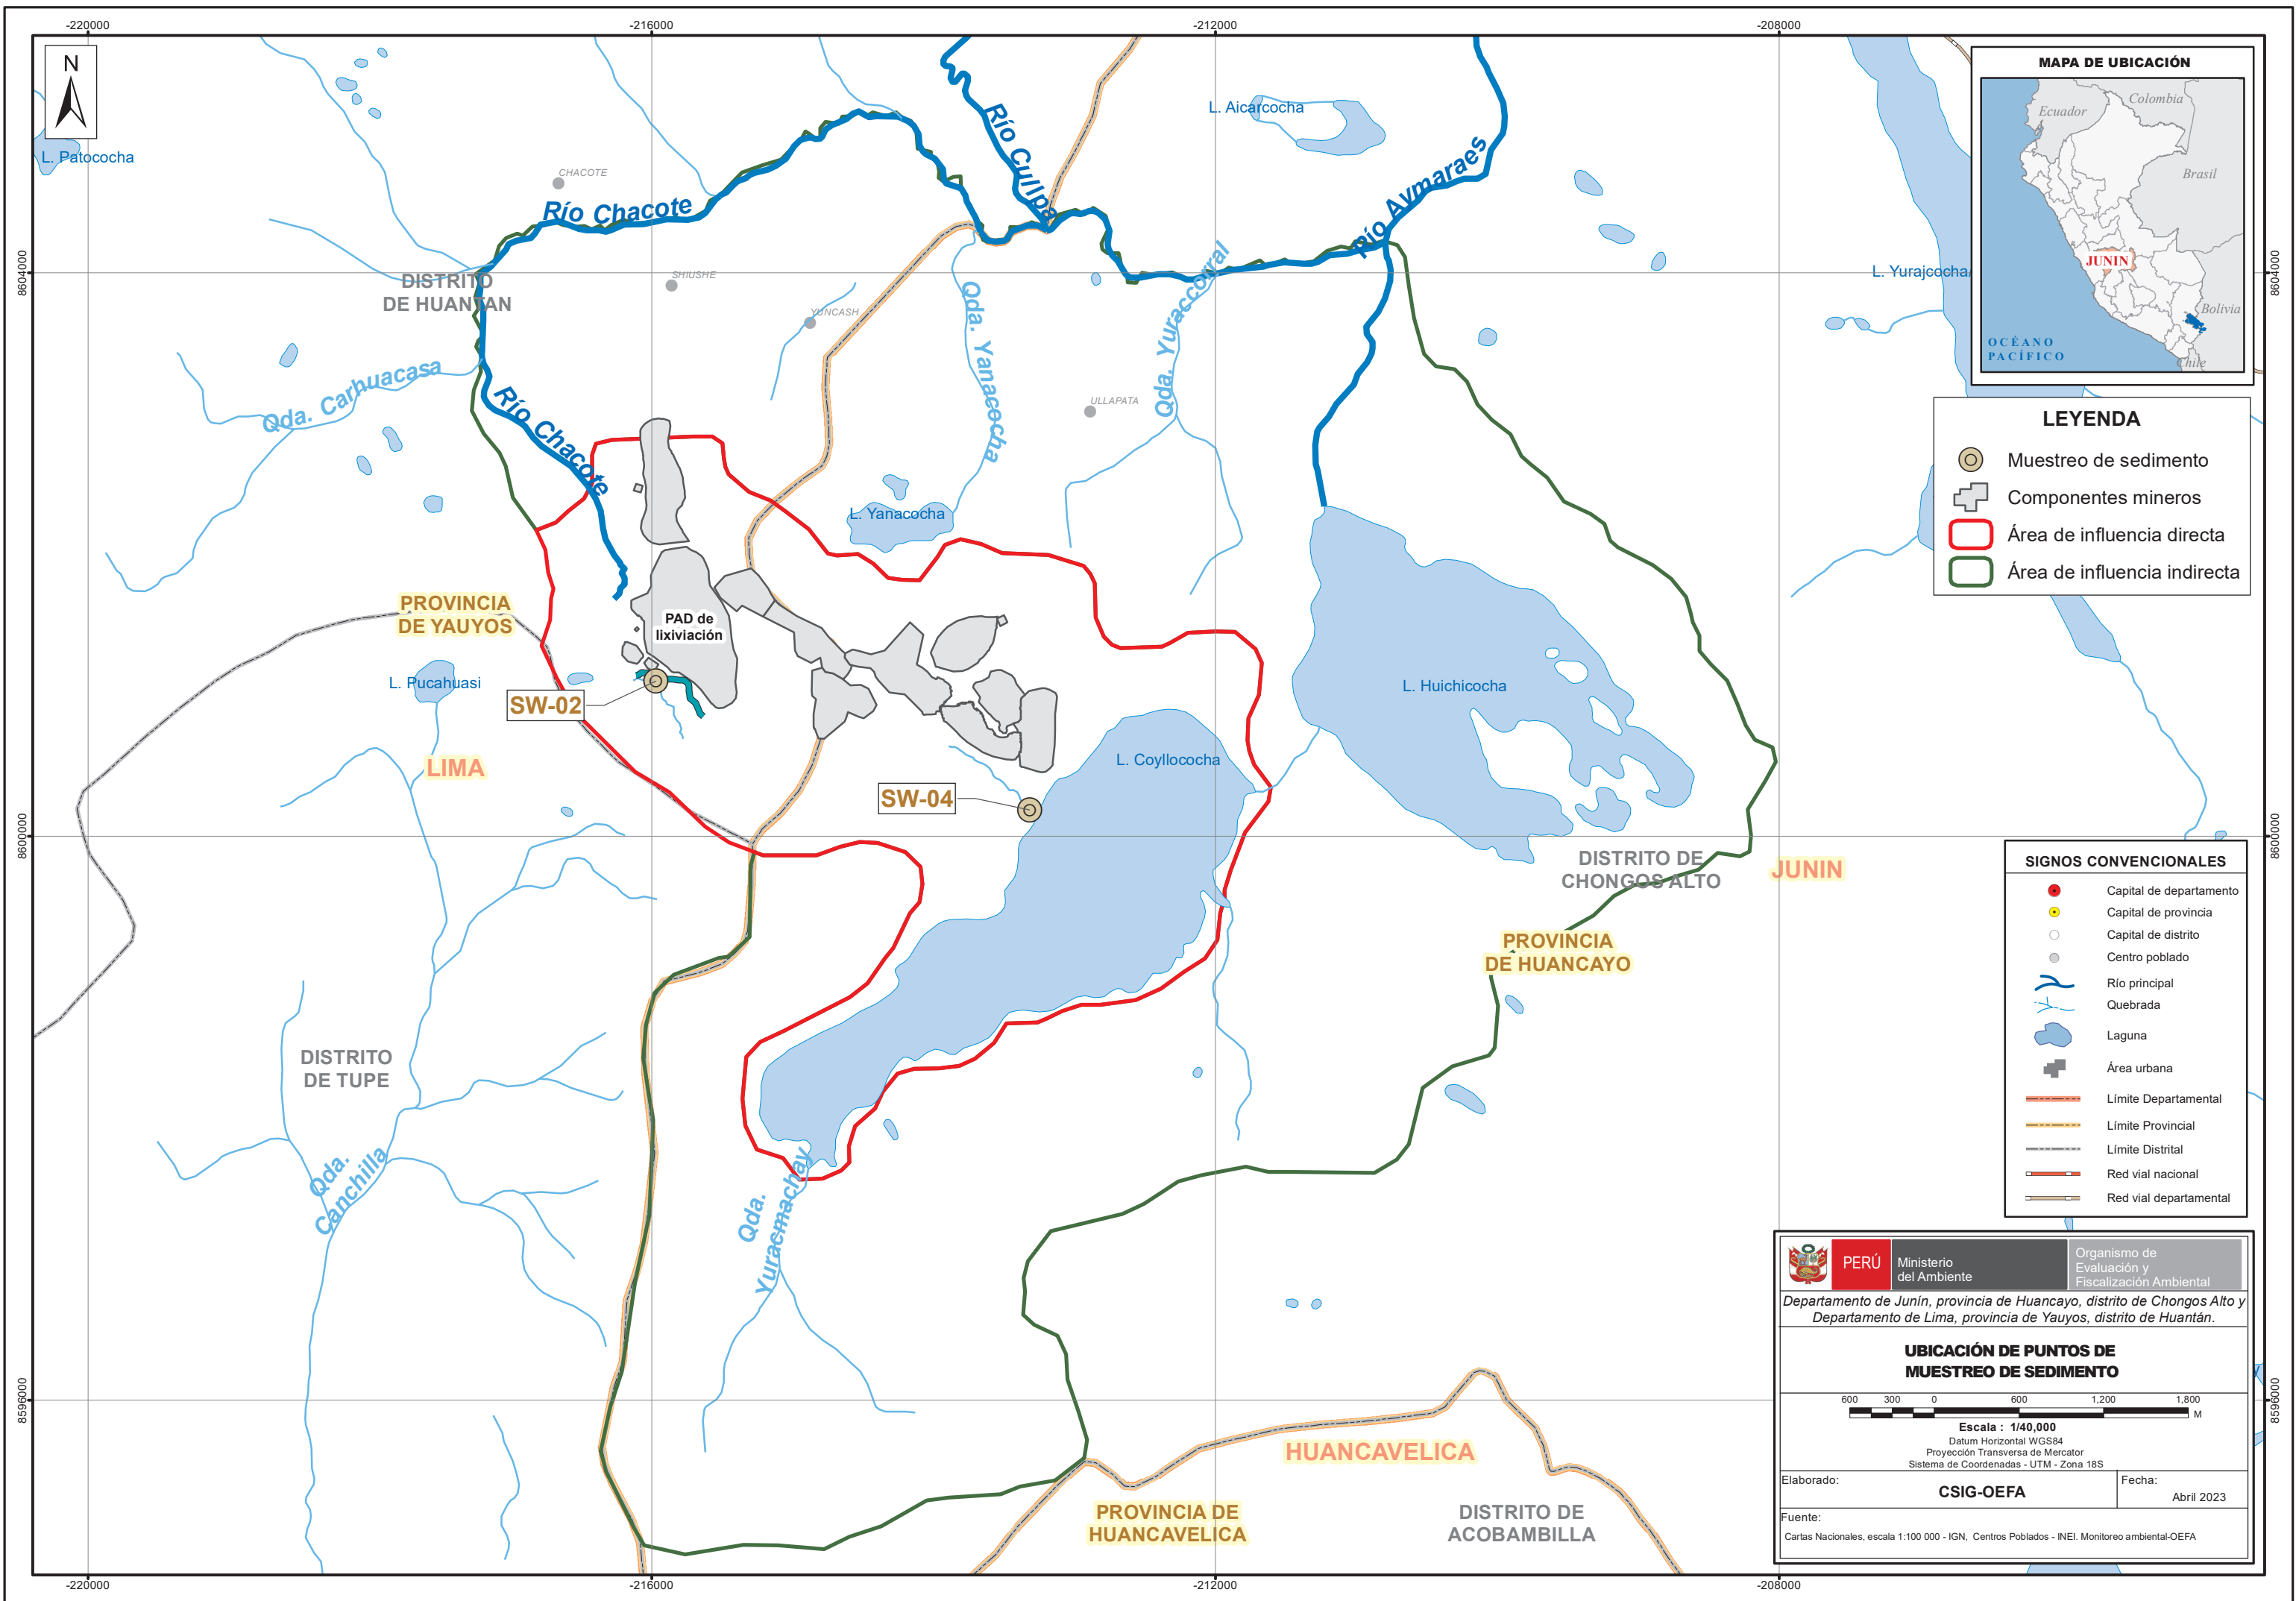 -220000
-216000
-212000
-208000
8604000
8600000
8596000
8604000
8600000
8596000
-220000
-216000
-212000
-208000
N
L. Patococha
CHACOTE
Río Chacote
Río Cullpa
L. Aicarcocha
Río Aymaraes
DISTRITO
DE HUANTAN
SHIUSHE
YUNCASH
Qda. Yanacocha
Qda. Yuraccorral
L. Yurajcocha
Qda. Carhuacasa
Río Chacote
ULLAPATA
L. Yanacocha
PROVINCIA
DE YAUYOS
PAD de
lixiviación
L. Pucahuasi
SW-02
L. Huichicocha
LIMA
L. Coyllococha
SW-04
DISTRITO DE
CHONGOS ALTO
JUNIN
PROVINCIA
DE HUANCAYO
DISTRITO
DE TUPE
Qda.
Canchilla
Qda.
Yuracmachay
HUANCAVELICA
PROVINCIA DE
HUANCAVELICA
DISTRITO DE
ACOBAMBILLA
MAPA DE UBICACIÓN
Ecuador
Colombia
Brasil
JUNIN
Bolivia
OCÉANO
PACÍFICO
Chile
LEYENDA
Muestreo de sedimento
Componentes mineros
Área de influencia directa
Área de influencia indirecta
SIGNOS CONVENCIONALES
Capital de departamento
Capital de provincia
Capital de distrito
Centro poblado
Río principal
Quebrada
Laguna
Área urbana
Límite Departamental
Límite Provincial
Límite Distrital
Red vial nacional
Red vial departamental
PERÚ
Ministerio
del Ambiente
Organismo de
Evaluación y
Fiscalización Ambiental
Departamento de Junín, provincia de Huancayo, distrito de Chongos Alto y
Departamento de Lima, provincia de Yauyos, distrito de Huantán.
UBICACIÓN DE PUNTOS DE
MUESTREO DE SEDIMENTO
600 300 0 600 1,200 1,800
M
Escala : 1/40,000
Datum Horizontal WGS84
Proyección Transversa de Mercator
Sistema de Coordenadas - UTM - Zona 18S
Elaborado:
CSIG-OEFA
Fecha:
Abril 2023
Fuente:
Cartas Nacionales, escala 1:100 000 - IGN, Centros Poblados - INEI. Monitoreo ambiental-OEFA